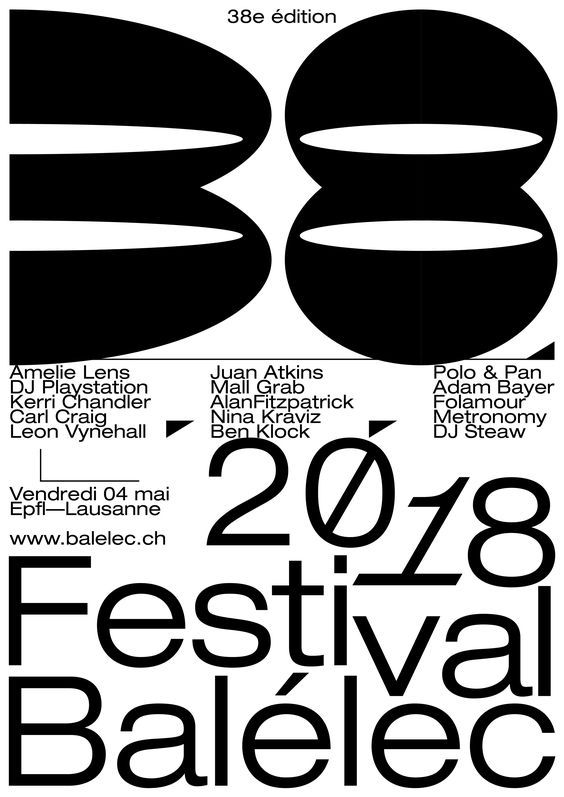 38e édition
38
Amelie Lens
DJ Playstation
Kerri Chandler
Carl Craig
Leon Vynehall
Juan Atkins
Mall Grab
AlanFitzpatrick
Nina Kraviz
Ben Klock
Polo & Pan
Adam Bayer
Folamour
Metronomy
DJ Steaw
Vendredi 04 mai
Epfl—Lausanne
www.balelec.ch
2018
Festival
Balélec